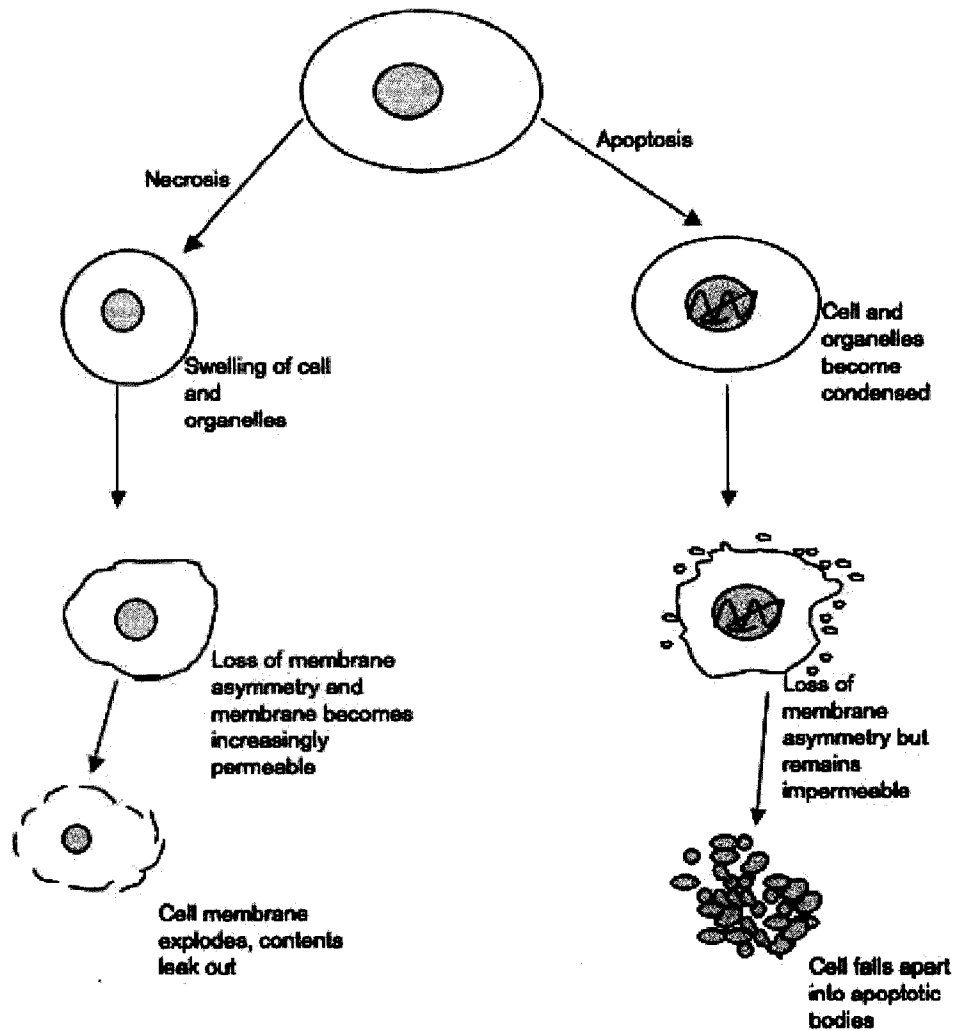 Apoptosis
Necrosis
Cell and
organelles
become
condensed
Swelling of cell
and
organelles
Loss of membrane
asymmetry and
membrane becomes
increasingly
permeable
Loss of
membrane
asymmetry but
remains
impermeable
Cell membrane
explodes, contents
leak out
Cell falls apart
into apoptotic
bodies